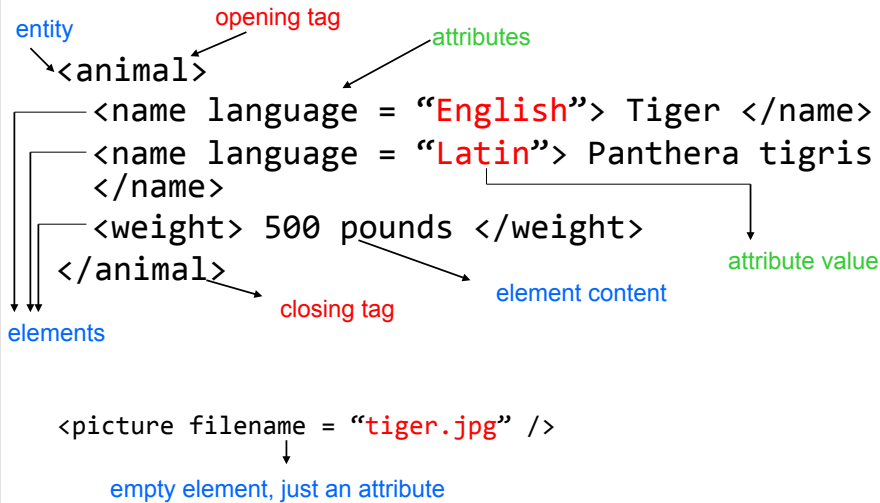 opening tag
entity
attributes
<animal>
<name language = “English”> Tiger </name>
<name language = “Latin”> Panthera tigris
</name>
<weight> 500 pounds </weight>
attribute value
</animal>
element content
closing tag
elements
<picture filename = “tiger.jpg” />
empty element, just an attribute